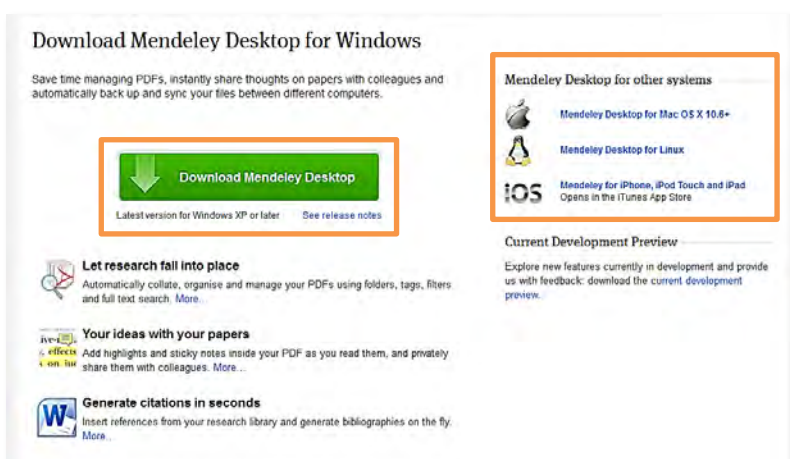 Download Mendeley Desktop for Windows
Save time managing PDFs, instantly share thoughts on papers with colleagues and
automatically back up and sync your files between different computers.
Download Mendeley Desktop
Latest version for Windows XP or later See release notes
Let research fall into place
Automatically collate, organise and manage your PDFs using folders, tags, filters
and full text search. More...
ive-i
Your ideas with your papers
effects
on
Add highlights and sticky notes inside your PDF as you read them, and privately
share them with colleagues. More...
W
Generate citations in seconds
Insert references from your research library and generate bibliographies on the fly.
More...
Mendeley Desktop for other systems
Mendeley Desktop for Mac OS X 10.6+
Mendeley Desktop for Linux
iOS
Mendeley for iPhone, iPod Touch and iPad
Opens in the iTunes App Store
Current Development Preview
Explore new features currently in development and provide
us with feedback: download the current development
preview.